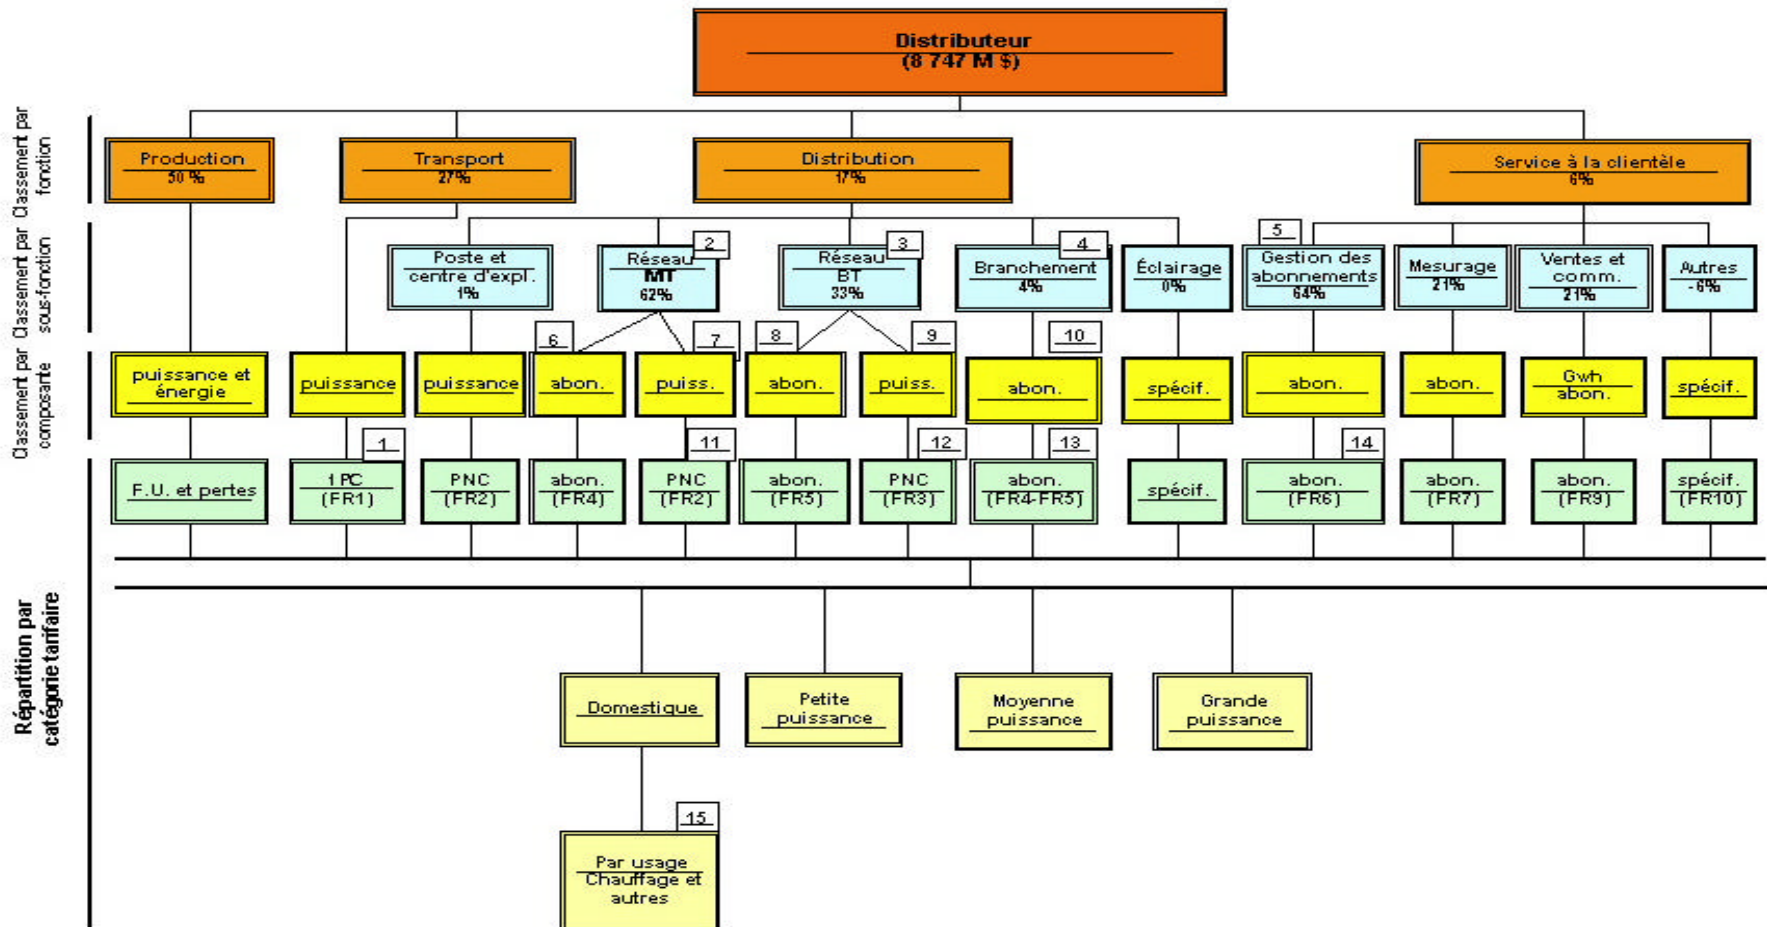 Distributeur
(8 747 M $)
Classement par
fonction
Production
50 %
Transport
27%
Distribution
17%
Service à la clientèle
6%
Classement par
sous-fonction
Poste et
centre d'expl.
1%
2
Réseau
MT
62%
3
Réseau
BT
33%
4
Branchement
4%
Éclairage
0%
5
Gestion des
abonnements
64%
Mesurage
21%
Ventes et
comm.
21%
Autres
-6%
Classement par
composante
puissance et
énergie
puissance
puissance
6
abon.
7
puiss.
8
abon.
9
puiss.
10
abon.
spécif.
abon.
abon.
Gwh
abon.
spécif.
Répartition par
catégorie tarifaire
F.U. et pertes
1
1 PC
(FR1)
PNC
(FR2)
abon.
(FR4)
11
PNC
(FR2)
abon.
(FR5)
12
PNC
(FR3)
13
abon.
(FR4-FR5)
spécif.
14
abon.
(FR6)
abon.
(FR7)
abon.
(FR9)
spécif.
(FR10)
Domestique
Petite
puissance
Moyenne
puissance
Grande
puissance
15
Par usage
Chauffage et
autres